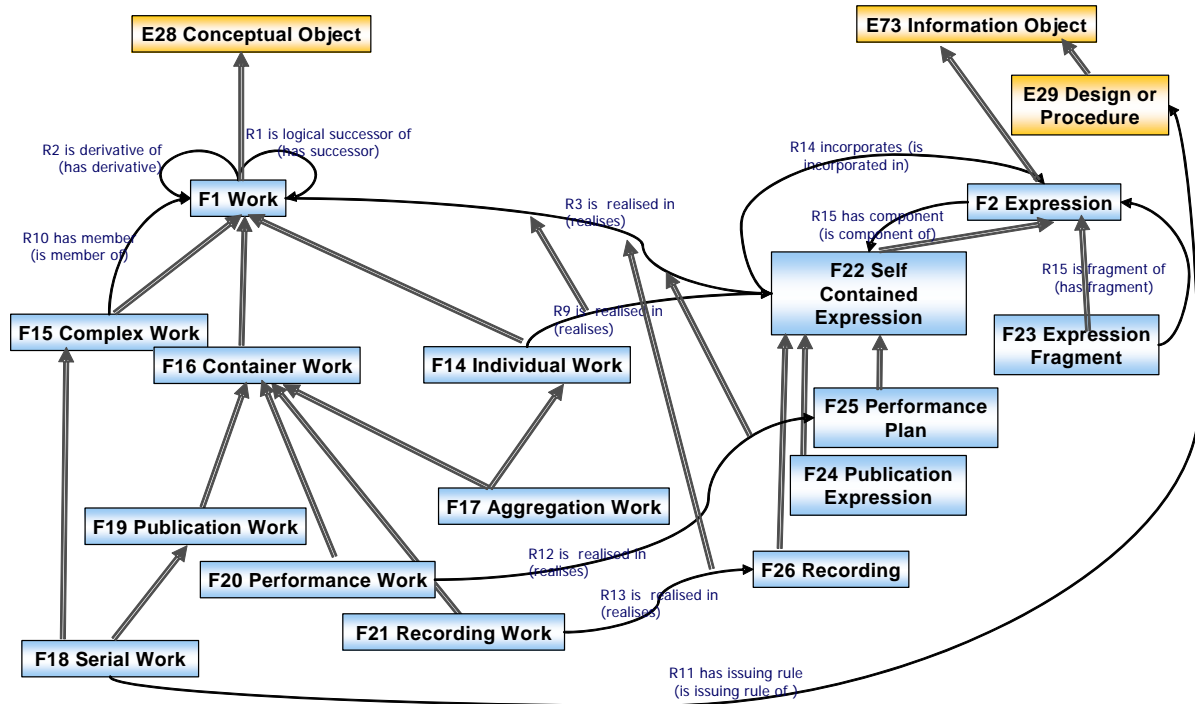 E28 Conceptual Object
E73 Information Object
E29 Design or
Procedure
R1 is logical successor of
(has successor)
R2 is derivative of
(has derivative)
R14 incorporates (is
incorporated in)
F1 Work
F2 Expression
R3 is realised in
(realises)
R15 has component
(is component of)
R10 has member
(is member of)
F22 Self
Contained
Expression
R15 is fragment of
(has fragment)
R9 is realised in
(realises)
F15 Complex Work
F23 Expression
Fragment
F16 Container Work
F14 Individual Work
F25 Performance
Plan
F24 Publication
Expression
F17 Aggregation Work
F19 Publication Work
R12 is realised in
(realises)
F20 Performance Work
F26 Recording
R13 is realised in
(realises)
F21 Recording Work
F18 Serial Work
R11 has issuing rule
(is issuing rule of )